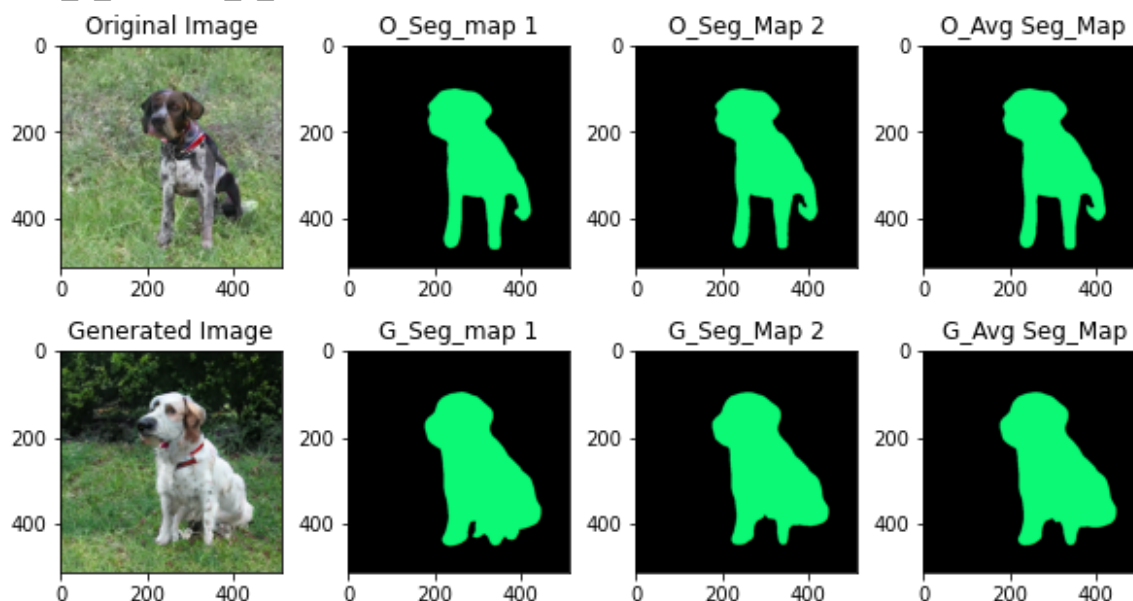 Original Image O_Seg_map 1 O_Seg_Map 2 O_Avg Seg_Map
0 0 0 0
200 200 200 200
400 400 400 400
0 200 400 0 200 400 0 200 400 0 200 400
Generated Image G_Seg_map 1 G_Seg_Map 2 G_Avg Seg_Map
0 0 0 0
200 200 200 200
400 400 400 400
0 200 400 0 200 400 0 200 400 0 200 400